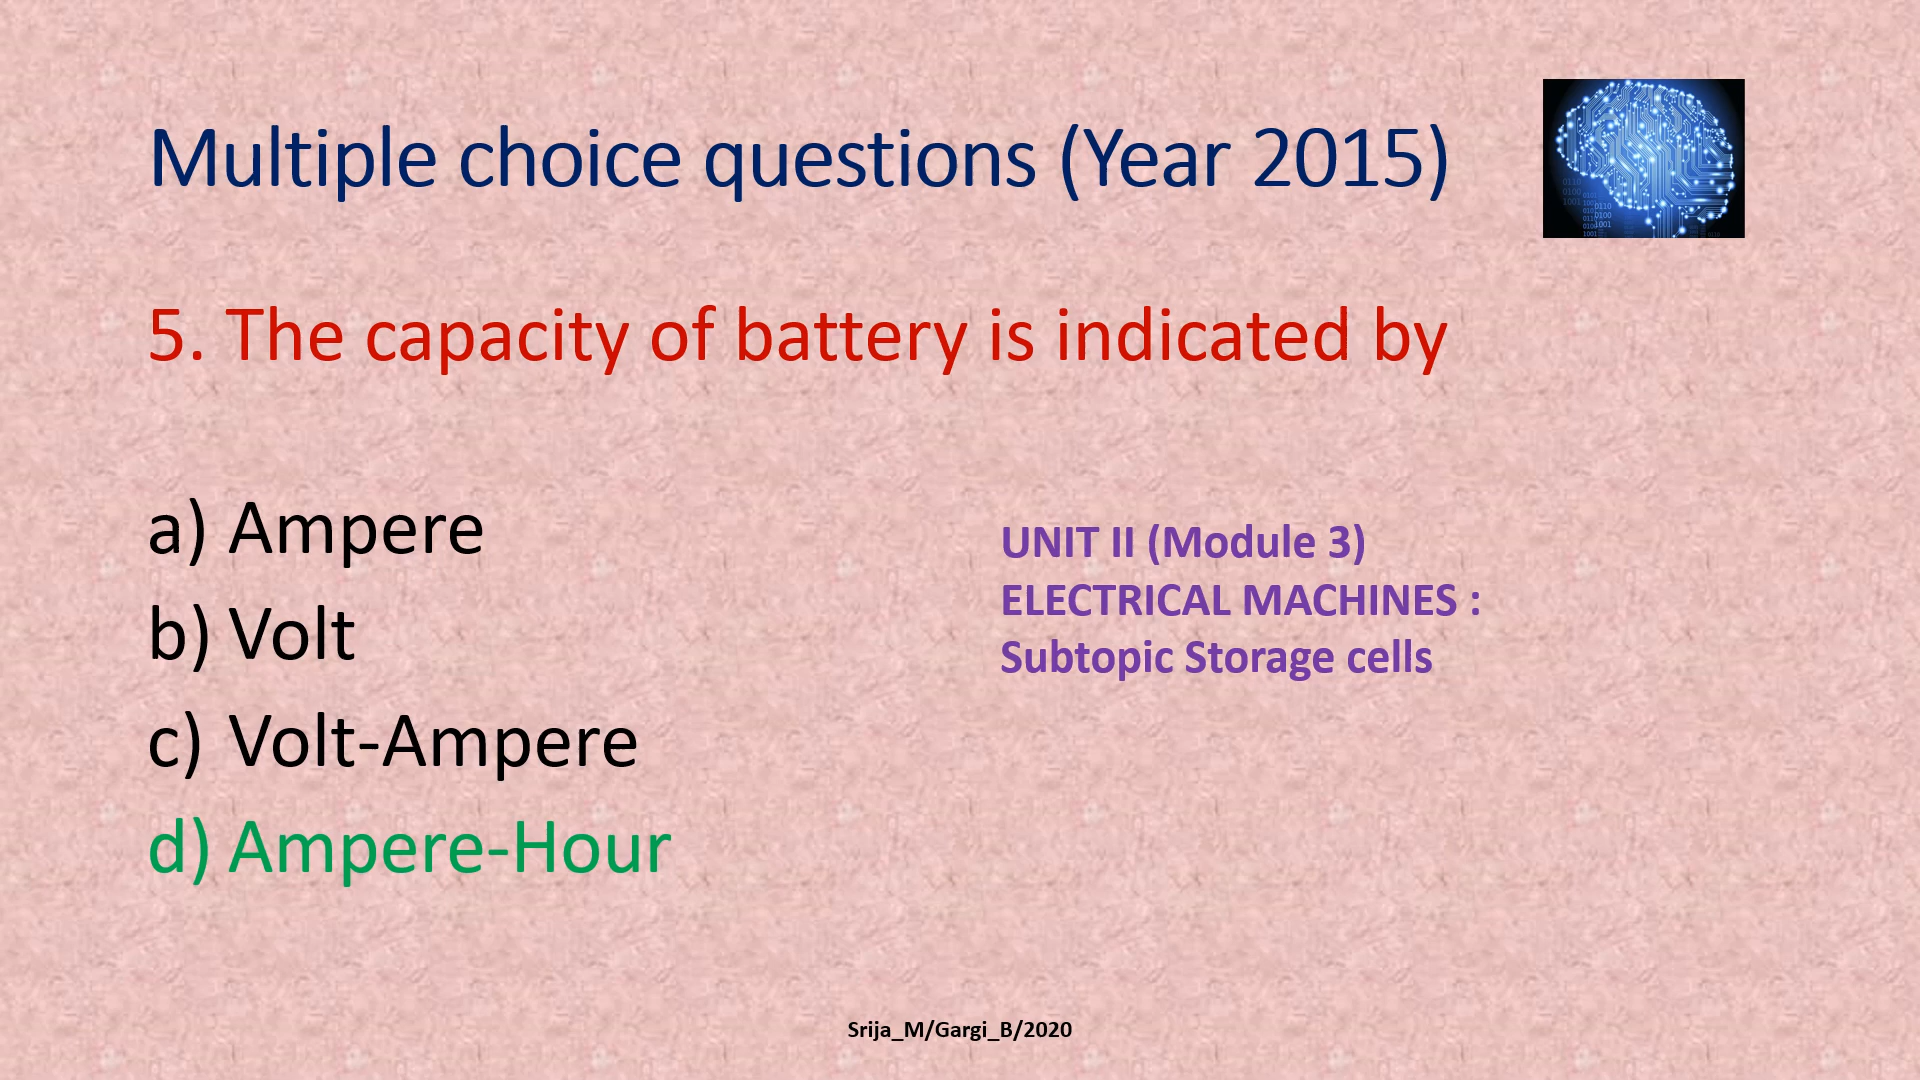 Multiple choice questions (Year 2015)
5. The capacity of battery is indicated by
a) Ampere
b) Volt
c) Volt-Ampere
d) Ampere-Hour
UNIT II (Module 3)
ELECTRICAL MACHINES :
Subtopic Storage cells
Srija_M/Gargi_B/2020